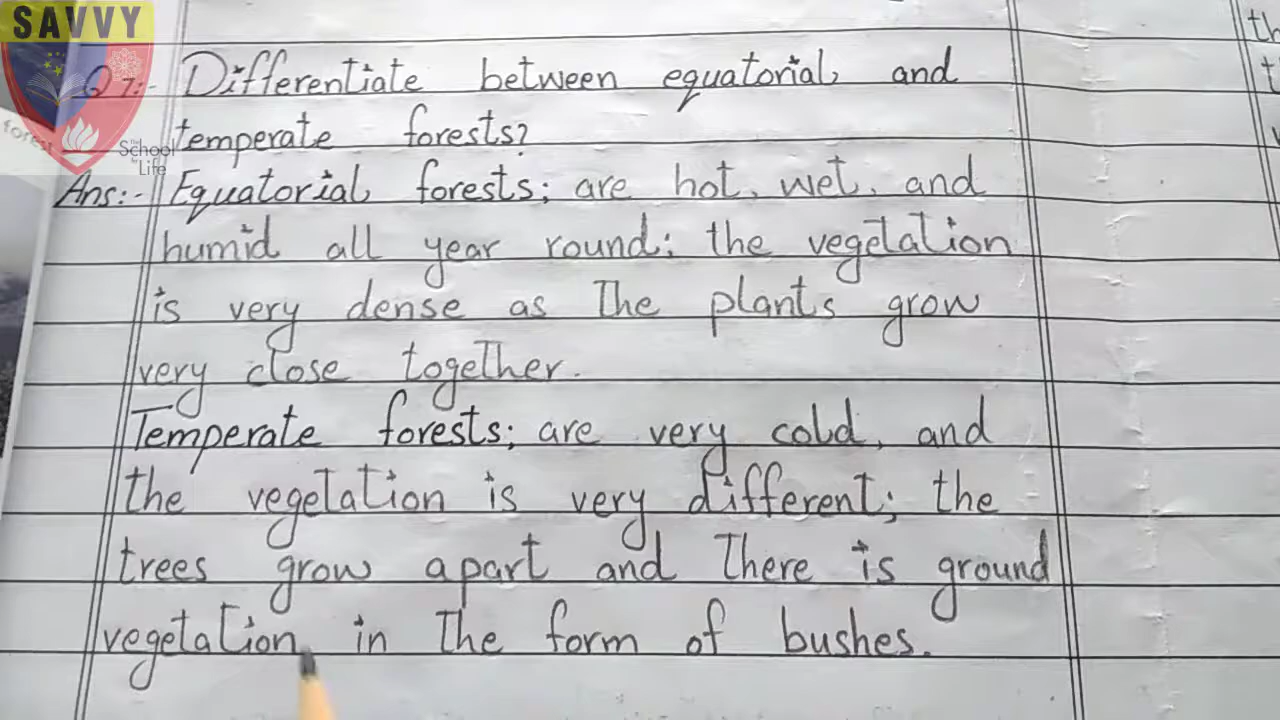 SAVVY
The School for Life
forest
Q7:- Differentiate between equatorial and
temperate forests?
Ans:- Equatorial forests; are hot, wet, and
humid all year round; the vegetation
is very dense as the plants grow
very close together.
Temperate forests; are very cold, and
the vegetation is very different; the
trees grow apart and there is ground
vegetation in the form of bushes.
th
t